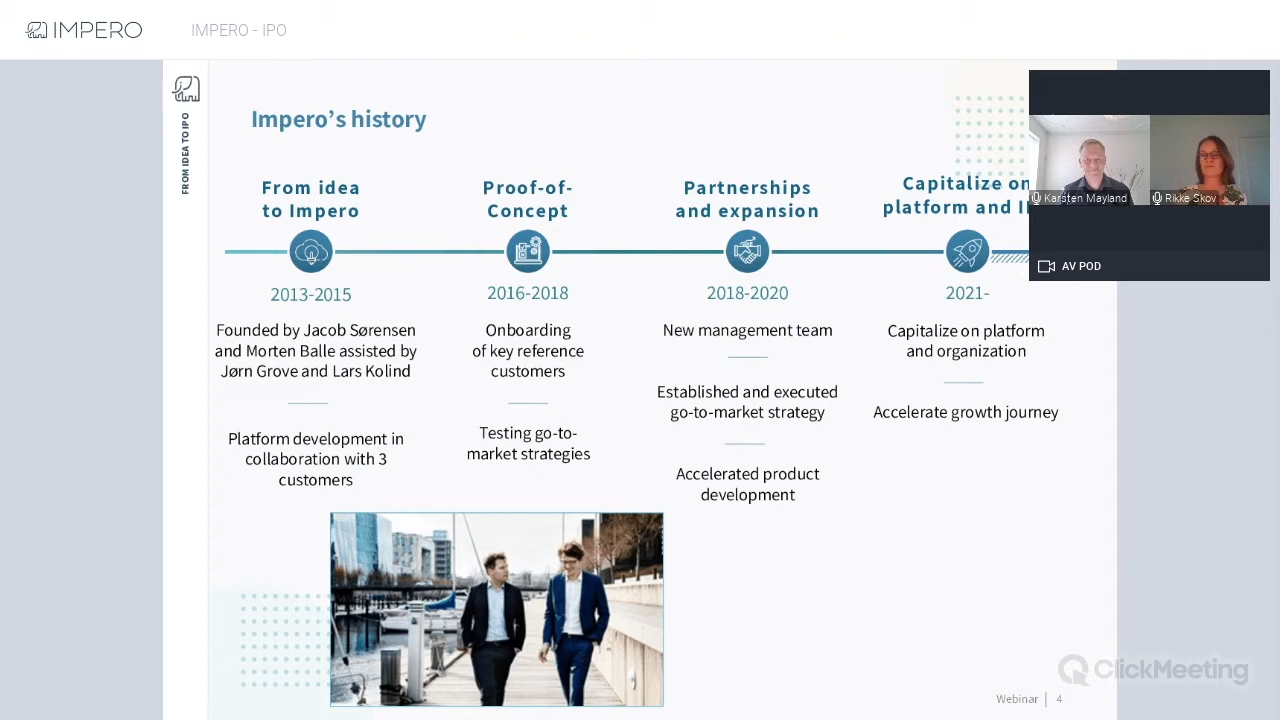 IMPERO
IMPERO - IPO
FROM IDEA TO IPO
Impero’s history
From idea
to Impero
2013-2015
Founded by Jacob Sørensen
and Morten Balle assisted by
Jørn Grove and Lars Kolind
Platform development in
collaboration with 3
customers
Proof-of-
Concept
2016-2018
Onboarding
of key reference
customers
Testing go-to-
market strategies
Partnerships
and expansion
2018-2020
New management team
Established and executed
go-to-market strategy
Accelerated product
development
Capitalize on
platform and
2021-
Capitalize on platform
and organization
Accelerate growth journey
Karsten Mayland
Rikke Skov
AV POD
ClickMeeting
Webinar | 4